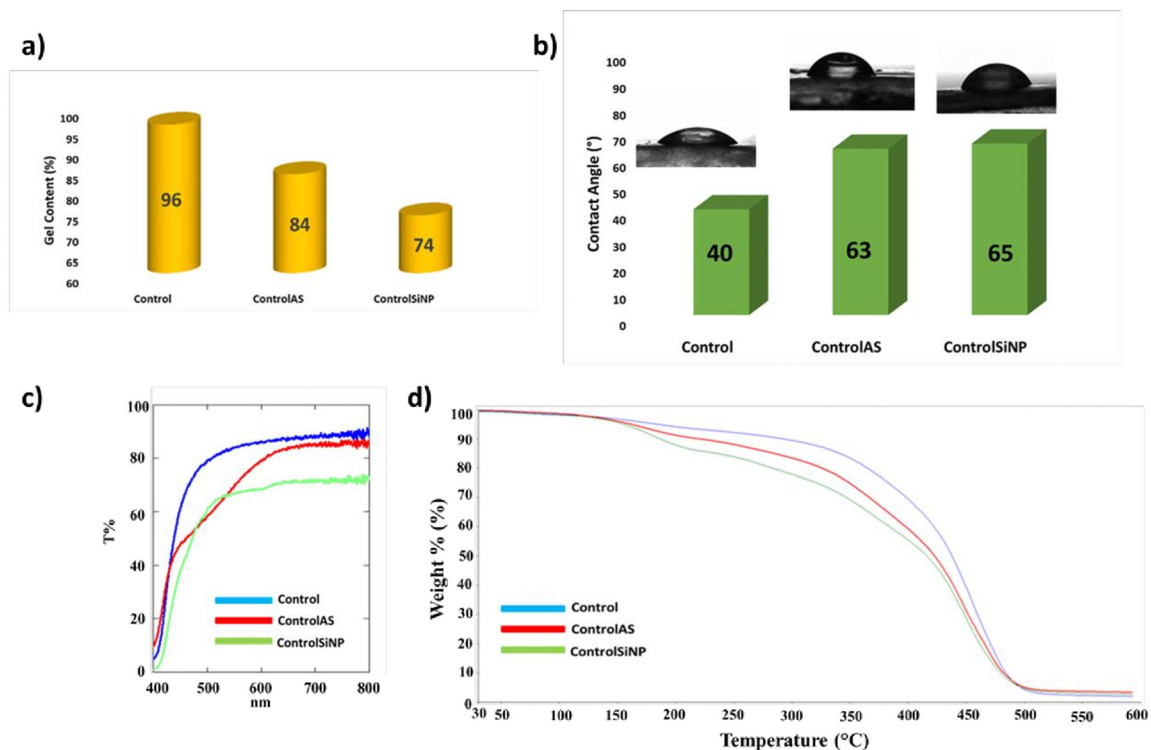 a)
Gel Content (%)
100
95
90
85
80
75
70
65
60
96
84
74
Control
ControlAS
ControlSiNP
b)
Contact Angle (°)
100
90
80
70
60
50
40
30
20
10
0
40
63
65
Control
ControlAS
ControlSiNP
c)
T%
100
80
60
40
20
0
Control
ControlAS
ControlSiNP
400 500 600 700 800
nm
d)
Weight % (%)
100
90
80
70
60
50
40
30
20
10
0
Control
ControlAS
ControlSiNP
30 50 100 150 200 250 300 350 400 450 500 550 600
Temperature (°C)